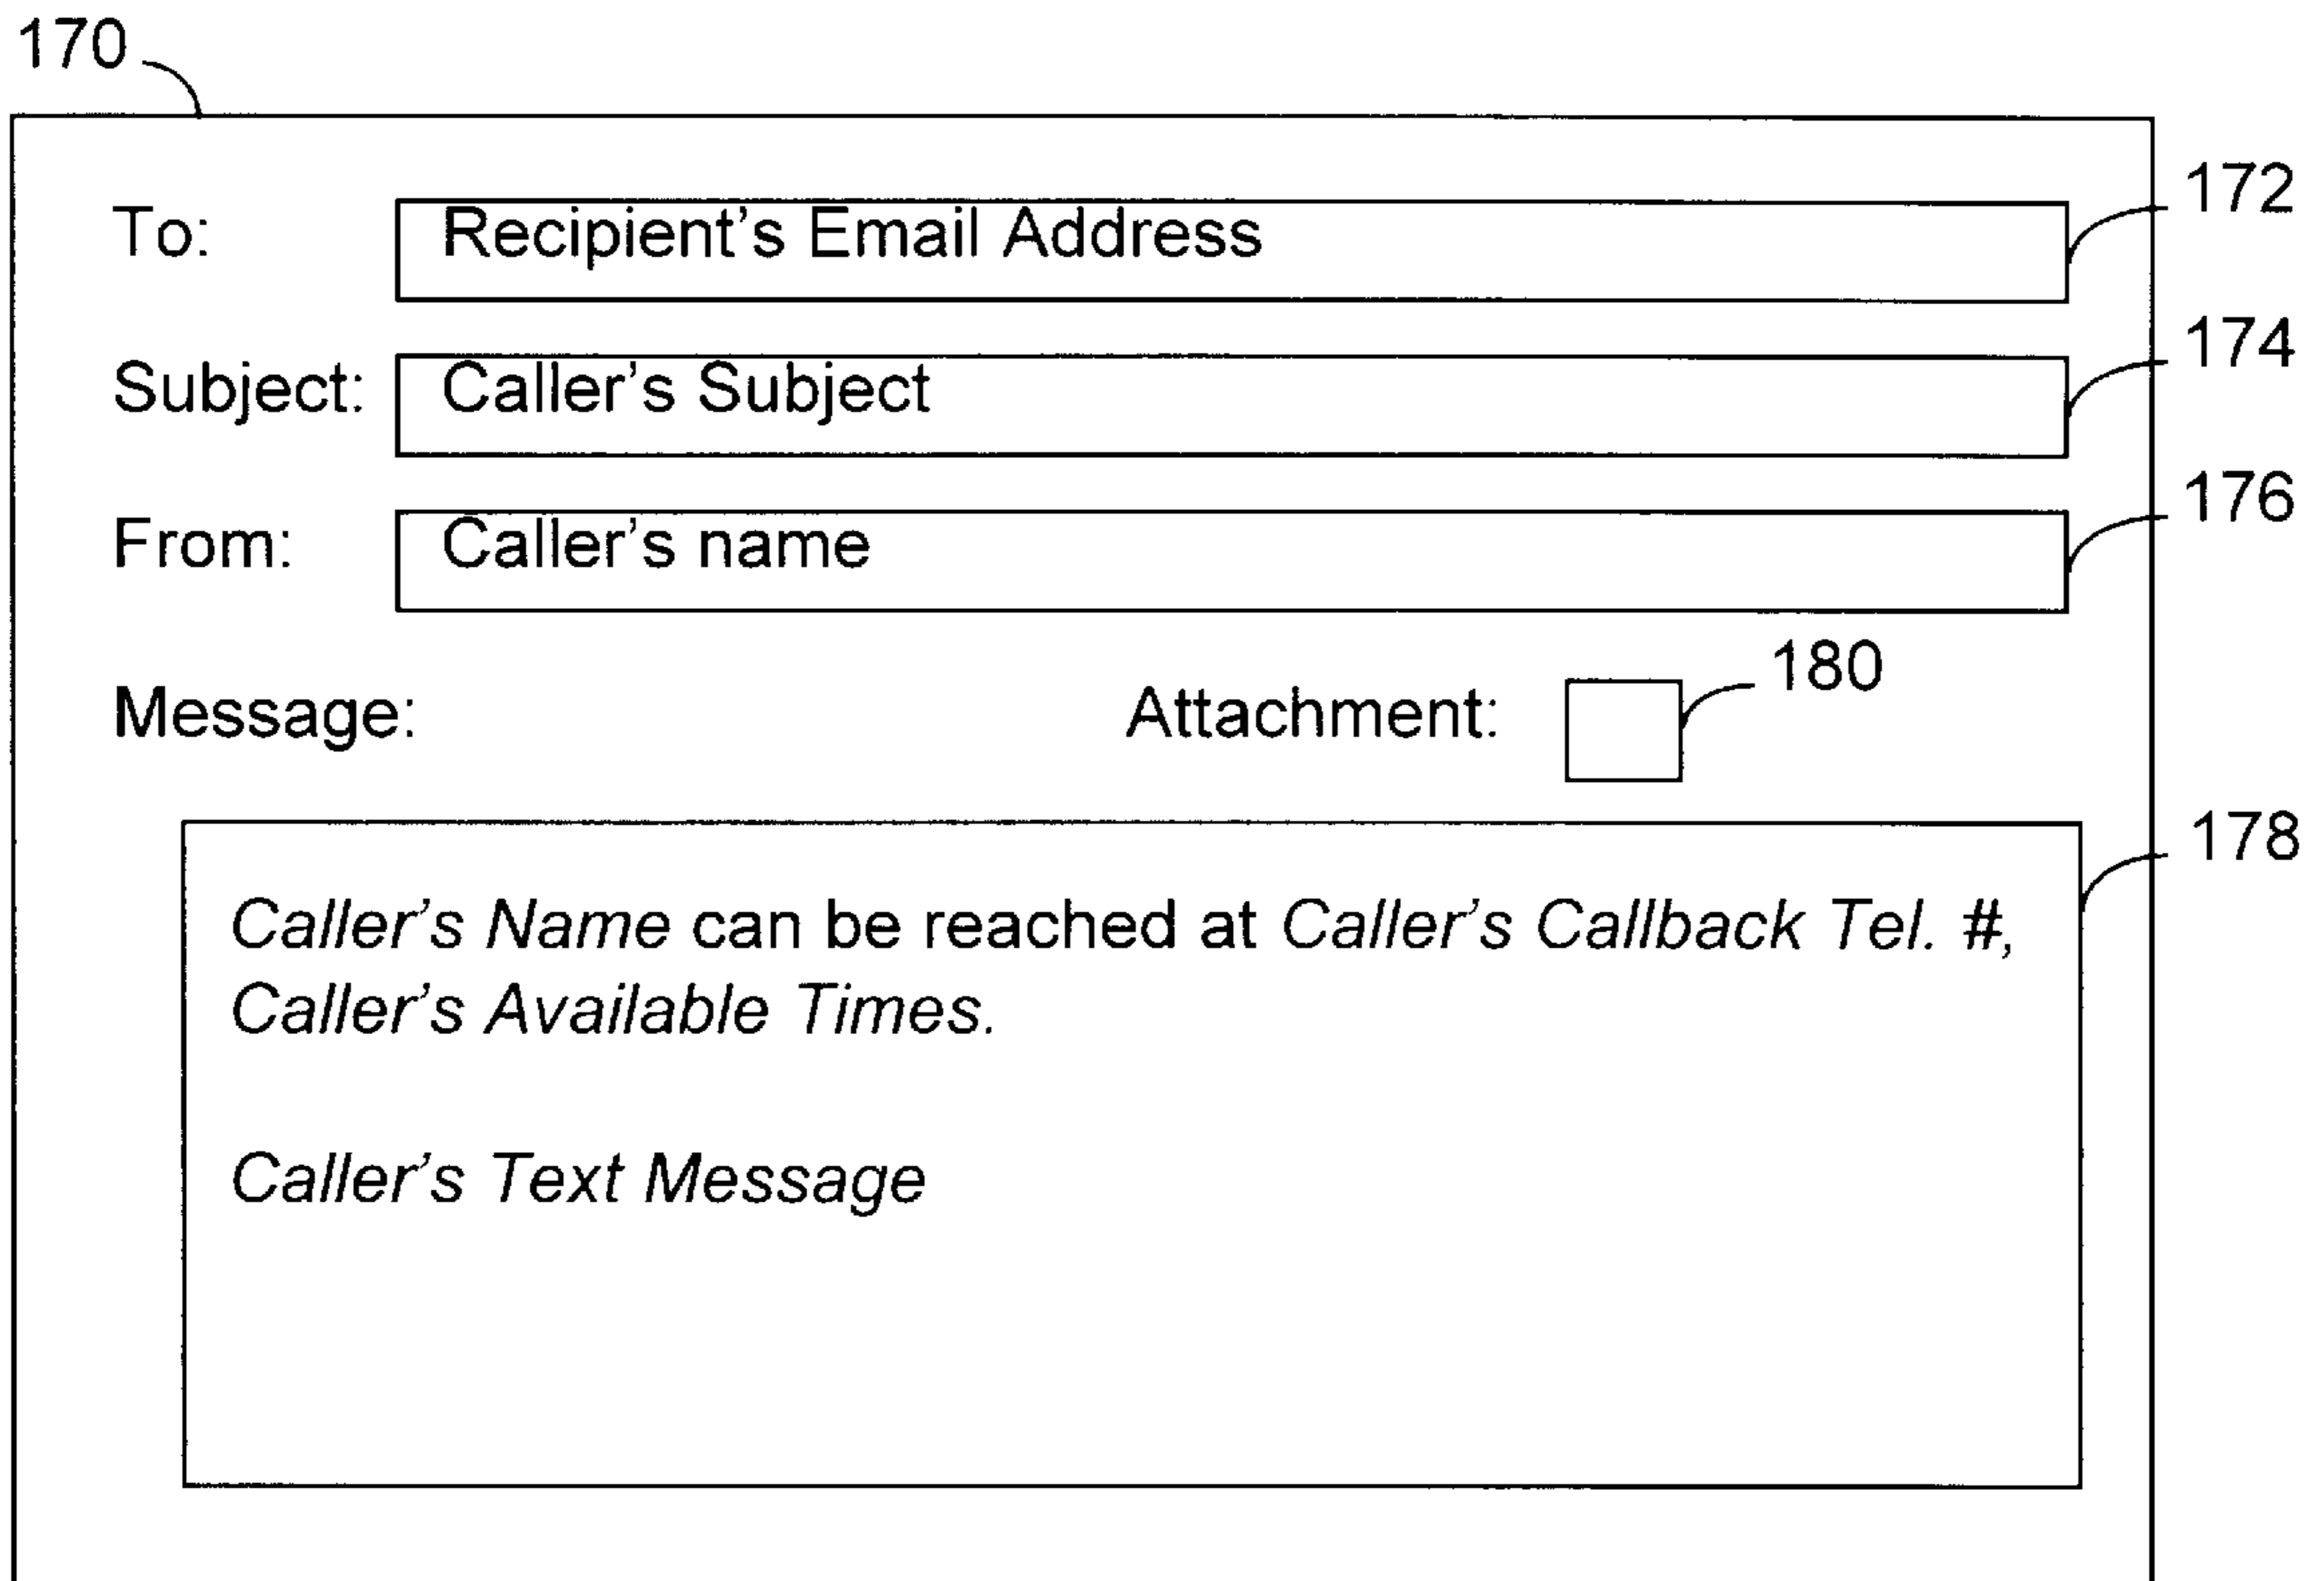 170
To: Recipient's Email Address 172
Subject: Caller's Subject 174
From: Caller's name 176
Message: Attachment: 180
178
Caller's Name can be reached at Caller's Callback Tel. #,
Caller's Available Times.
Caller's Text Message